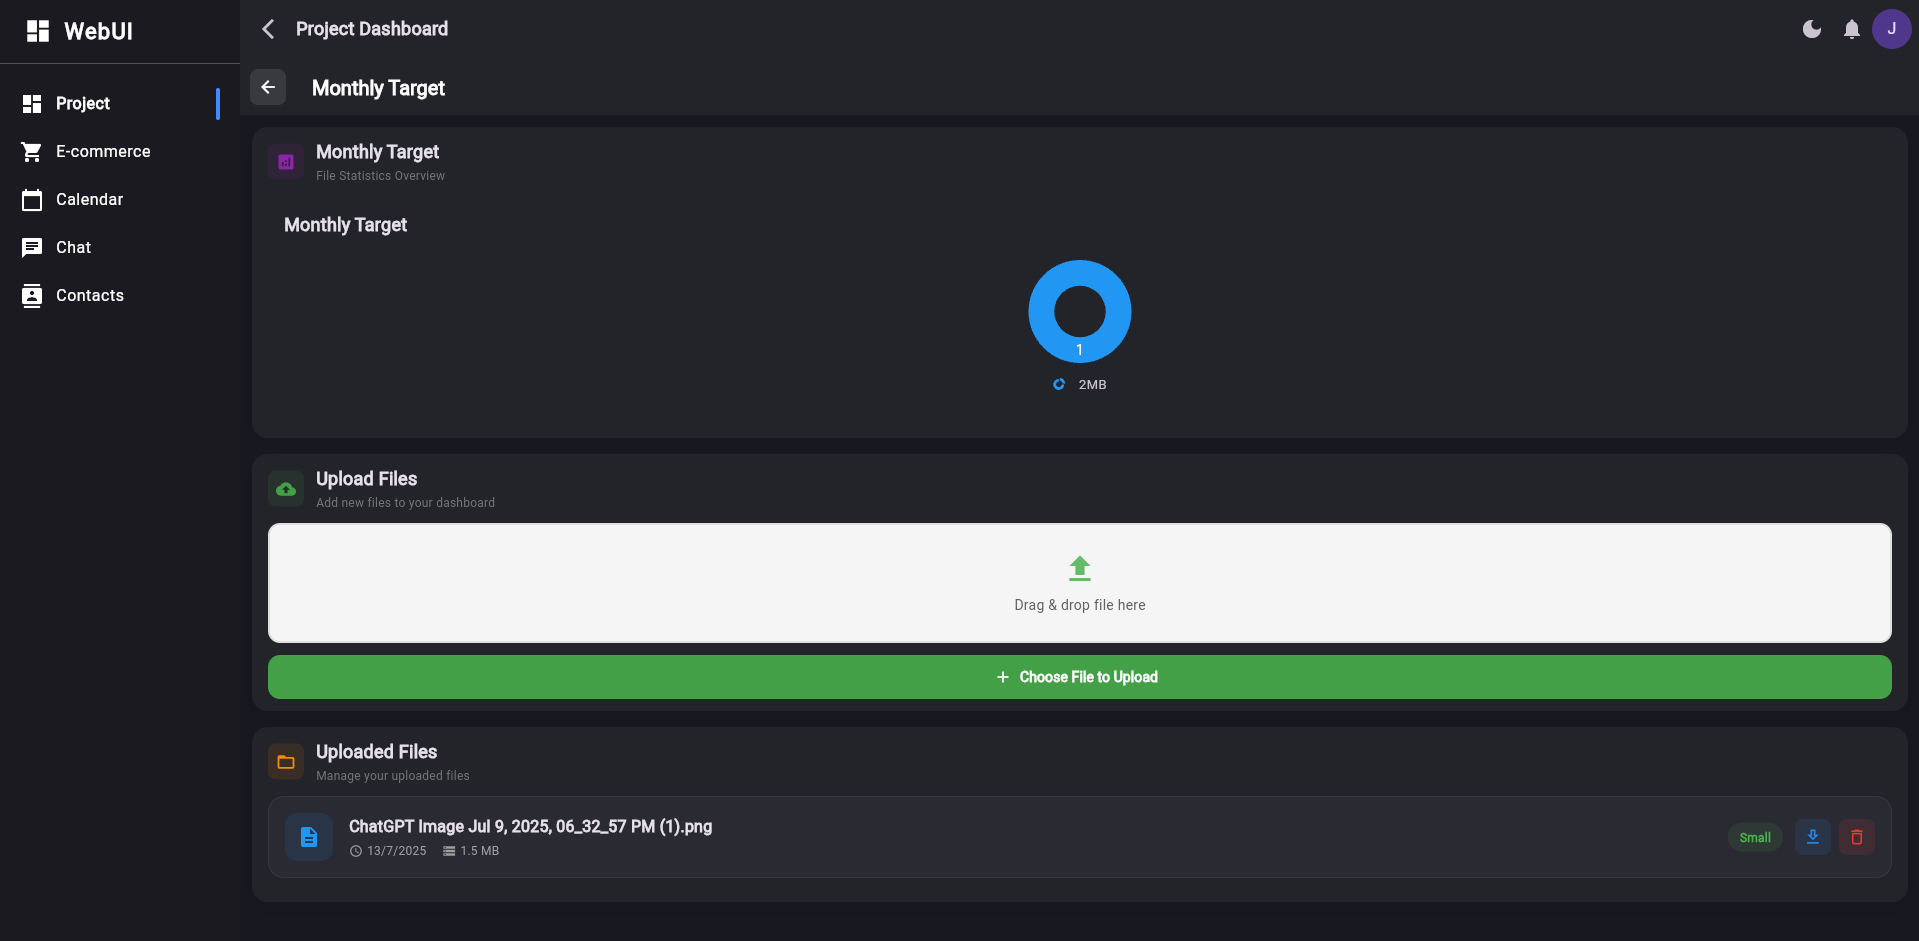 WebUI
Project Dashboard
J
Project
E-commerce
Calendar
Chat
Contacts
Monthly Target
Monthly Target
File Statistics Overview
Monthly Target
1
2MB
Upload Files
Add new files to your dashboard
Drag & drop file here
Choose File to Upload
Uploaded Files
Manage your uploaded files
ChatGPT Image Jul 9, 2025, 06_32_57 PM (1).png
13/7/2025 1.5 MB
Small